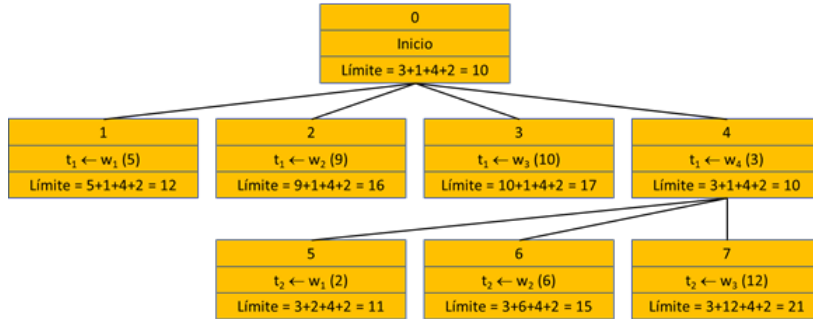 0
Inicio
Límite = 3+1+4+2 = 10
1
t₁ ← w₁ (5)
Límite = 5+1+4+2 = 12
2
t₁ ← w₂ (9)
Límite = 9+1+4+2 = 16
3
t₁ ← w₃ (10)
Límite = 10+1+4+2 = 17
4
t₁ ← w₄ (3)
Límite = 3+1+4+2 = 10
5
t₂ ← w₁ (2)
Límite = 3+2+4+2 = 11
6
t₂ ← w₂ (6)
Límite = 3+6+4+2 = 15
7
t₂ ← w₃ (12)
Límite = 3+12+4+2 = 21